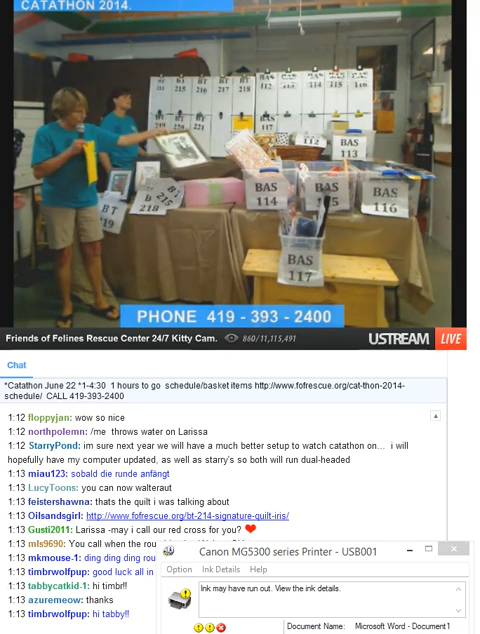 CATATHON 2014.
BT 215
BT 216
BT 217
BT 218
BAS 112
BAS 114
BAS 115
BAS 117
112
BAS 113
BAS 114
BAS 115
BAS 116
BT 218
215
BT
BAS 117
PHONE 419 - 393 - 2400
Friends of Felines Rescue Center 24/7 Kitty Cam. 860/11,115,491 USTREAM LIVE
Chat
*Catathon June 22 *1-4:30 1 hours to go schedule/basket items http://www.fofrescue.org/cat-thon-2014-
schedule/ CALL 419-393-2400
1:12 floppyjan: wow so nice
1:12 northpolemn: /me throws water on Larissa
1:12 StarryPond: im sure next year we will have a much better setup to watch catathon on... i will
hopefully have my computer updated, as well as starry's so both will run dual-headed
1:13 miau123: sobald die runde anfängt
1:13 LucyToons: you can now walteraut
1:13 feistershawna: thats the quilt i was talking about
1:13 Oilsandsgirl: http://www.fofrescue.org/bt-214-signature-quilt-iris/
1:13 Gusti2011: Larissa -may i call our red cross for you? ❤
1:13 mls9690: You call when the rou
1:13 mkmouse-1: ding ding ding rou
1:13 timbrwolfpup: good luck all in
1:13 tabbycatkid-1: hi timbr!!
1:13 azuremeow: thanks
1:13 timbrwolfpup: hi tabby!!
Canon MG5300 series Printer - USB001
Option Ink Details Help
Ink may have run out. View the ink details.
Document Name: Microsoft Word - Document1